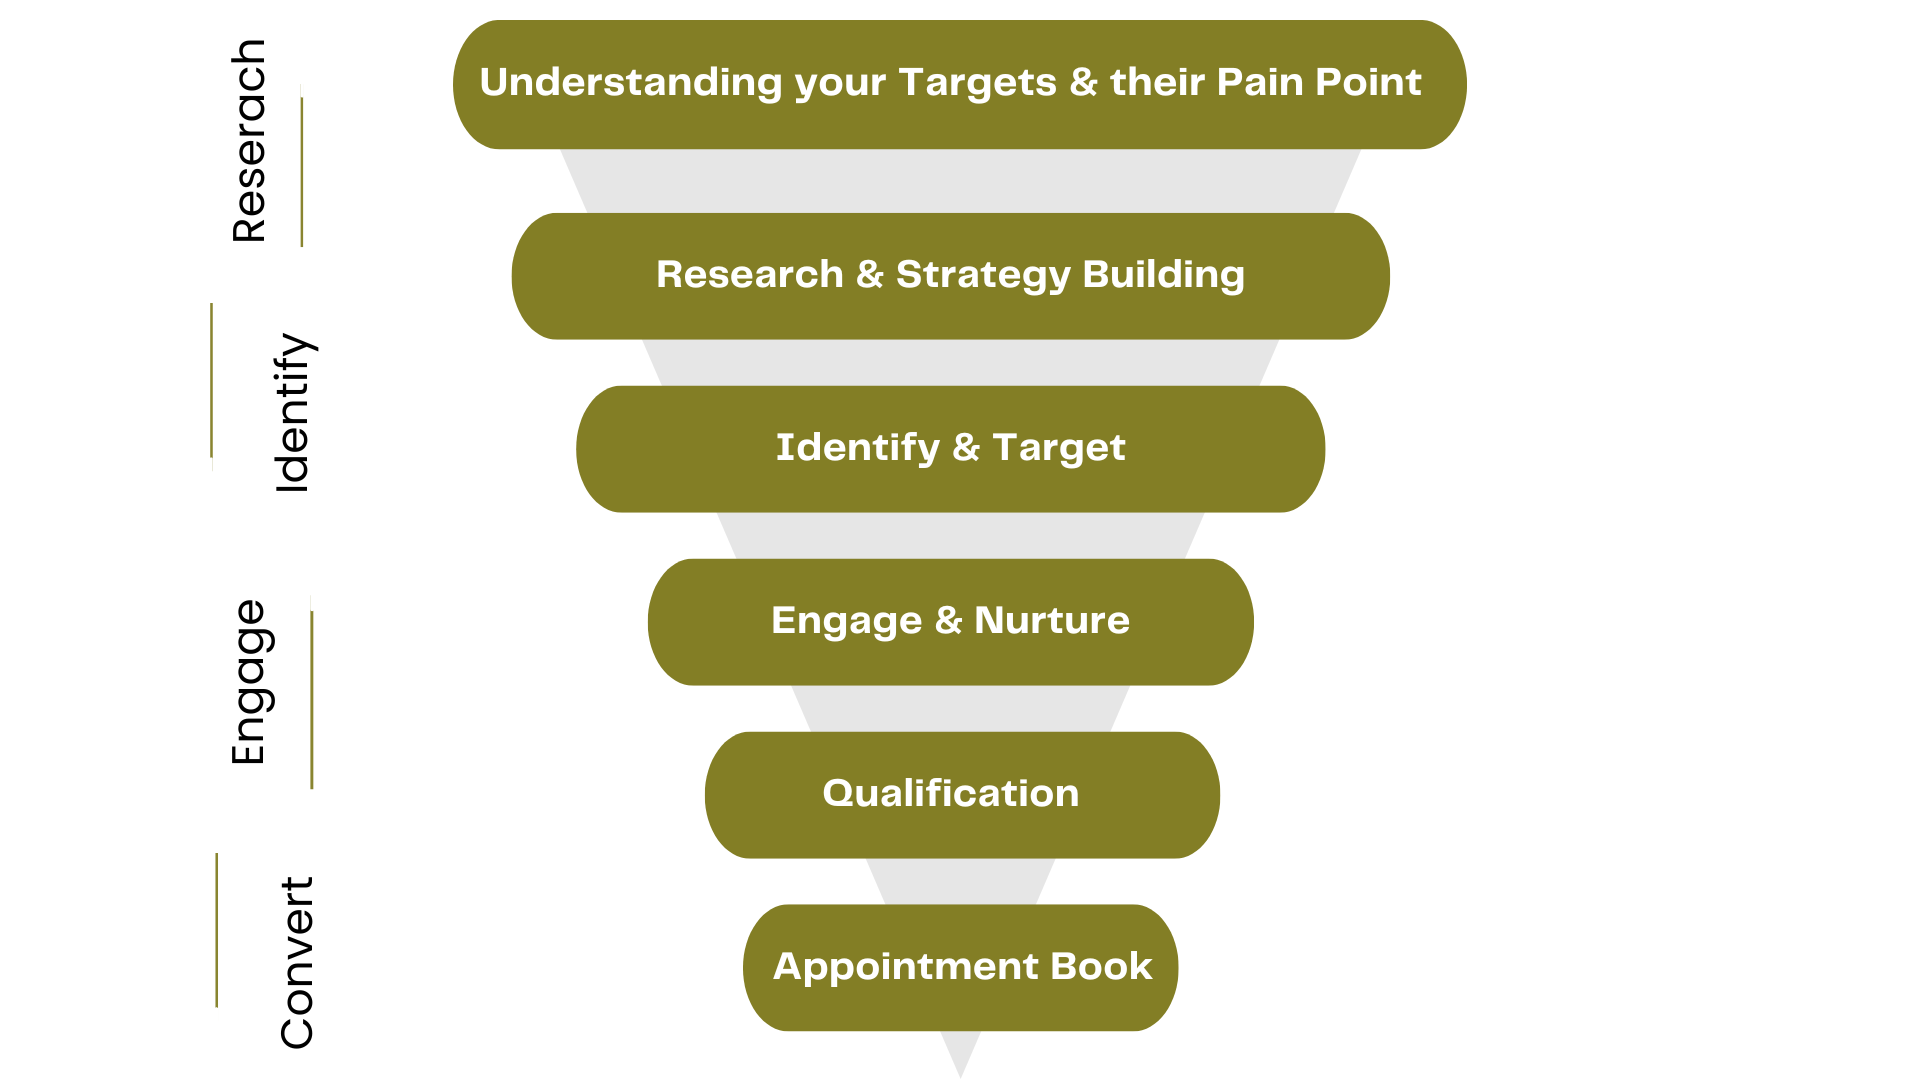 Reserach
Understanding your Targets & their Pain Point
Research & Strategy Building
Identify
Identify & Target
Engage
Engage & Nurture
Qualification
Convert
Appointment Book